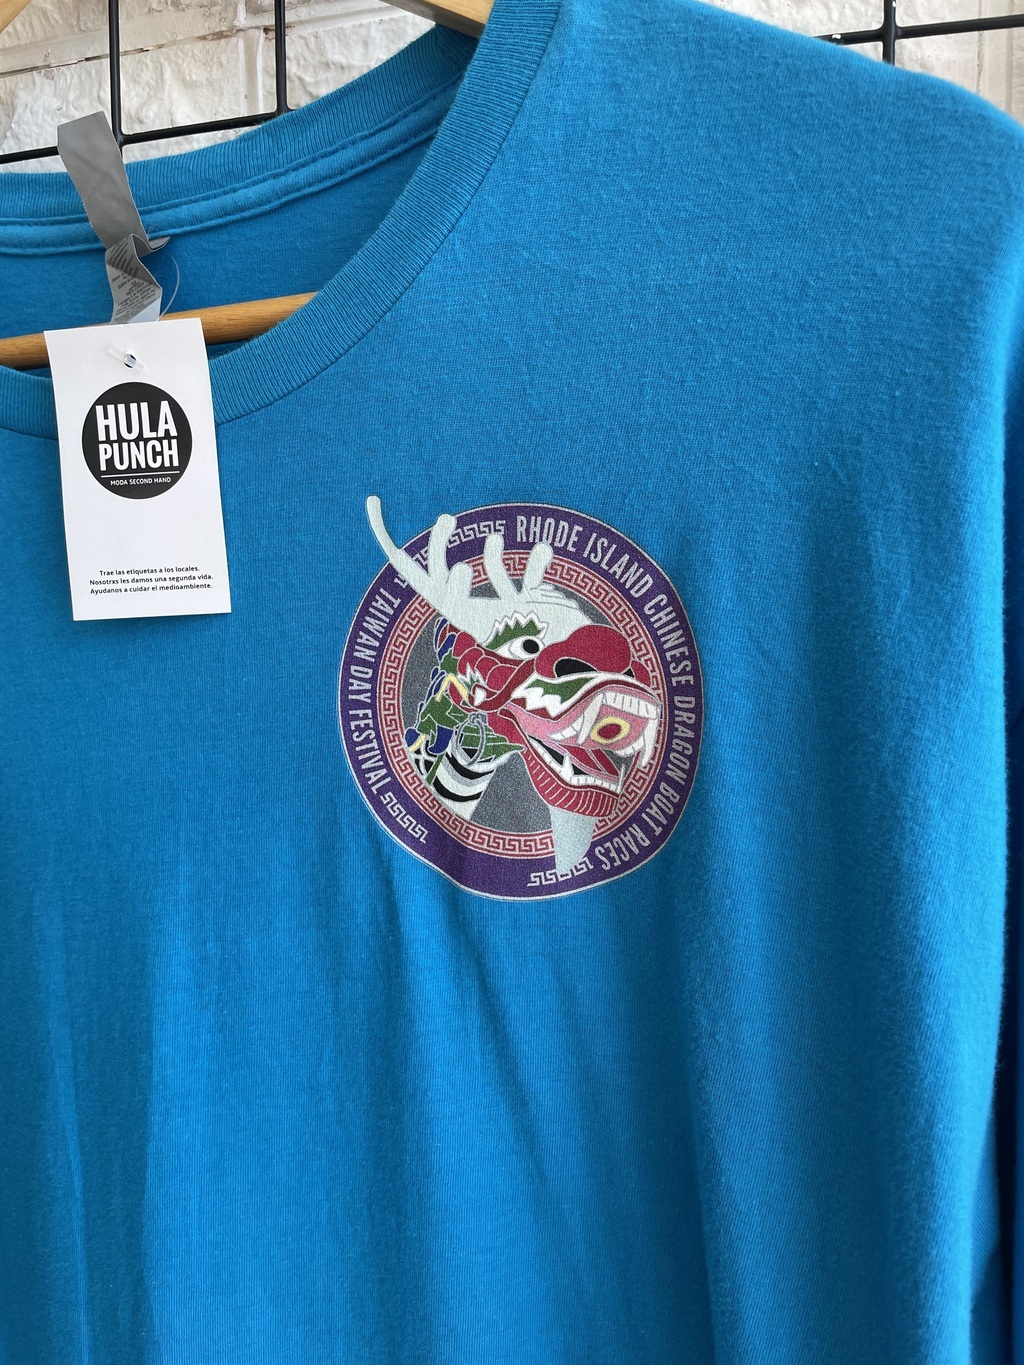 HULA
PUNCH
MODA SECOND HAND
Trae las etiquetas a los locales.
Nosotrxs les damos una segunda vida.
Ayudanos a cuidar el medioambiente.
RHODE ISLAND CHINESE DRAGON BOAT RACES
TAIWAN DAY FESTIVAL